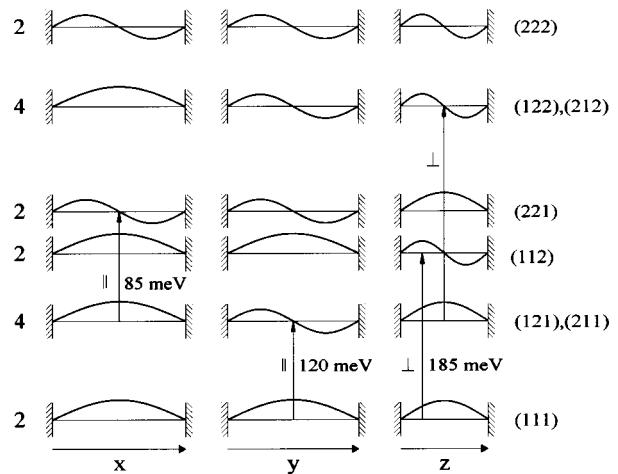 2 (222)
4 (122),(212)
⊥
2 (221)
2 (112)
∥ 85 meV
4 (121),(211)
∥ 120 meV ⊥ 185 meV
2 (111)
x y z